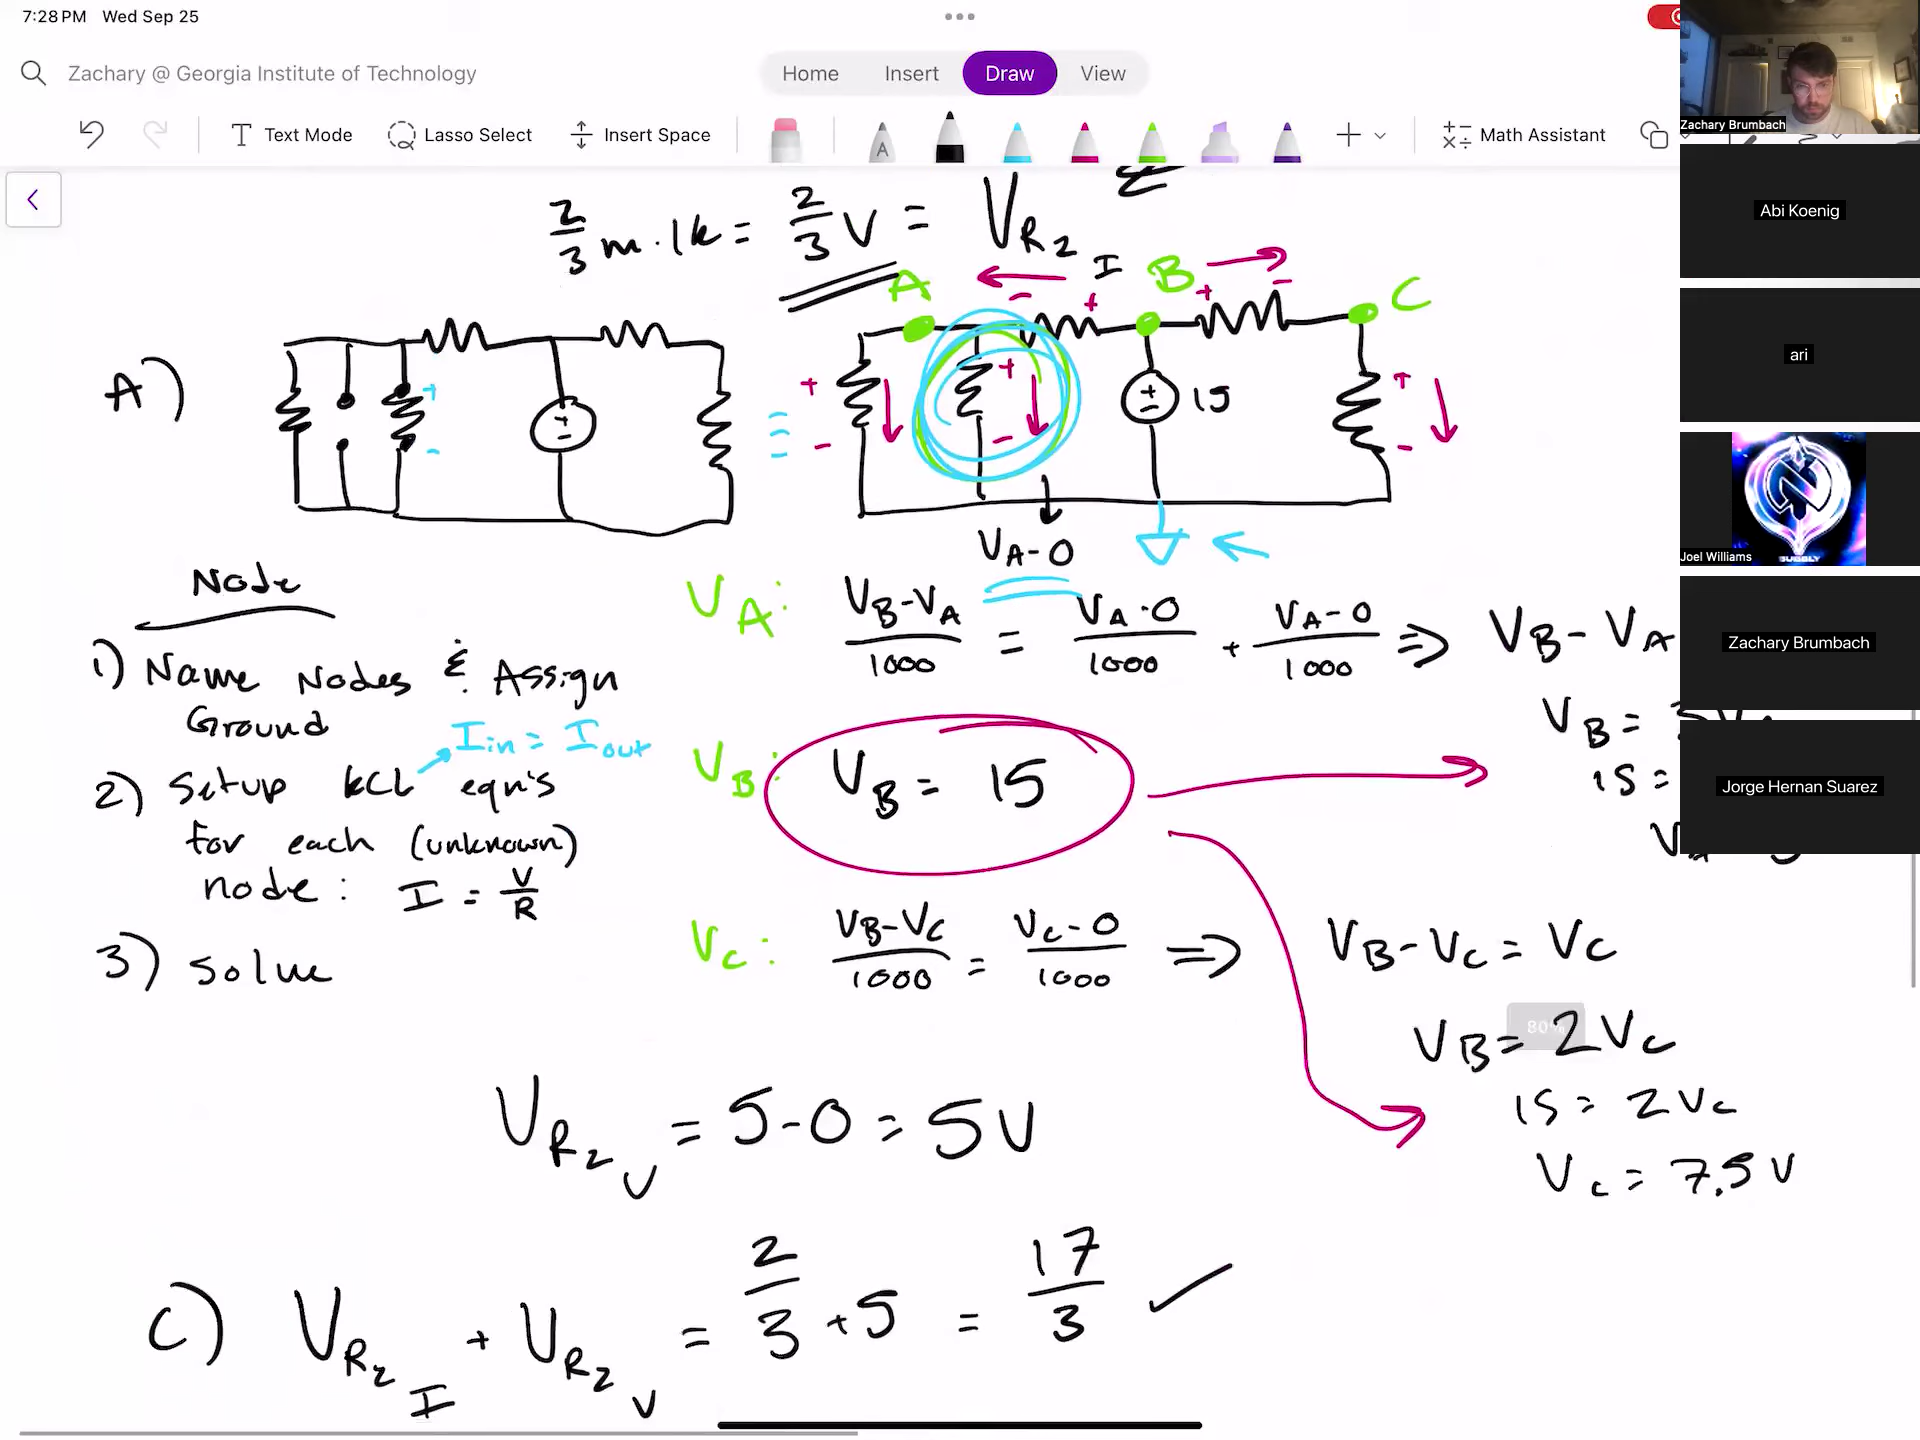 7:28 PM Wed Sep 25
Zachary @ Georgia Institute of Technology
Home Insert Draw View
Text Mode Lasso Select Insert Space Math Assistant
Zachary Brumbach
Abi Koenig
ari
Joel Williams
Zachary Brumbach
Jorge Hernan Suarez
2/3 m · 1k = 2/3 V = V_R2
A I B C
A)
+ - + - + - + - + -
15
V_A - 0
Node
1) Name Nodes & Assign
Ground
I_in = I_out
2) Setup KCL eqn's
for each (unknown)
node: I = V/R
3) Solve
V_A: (V_B - V_A)/1000 = (V_A - 0)/1000 + (V_A - 0)/1000 ⇒ V_B - V_A
V_B =
15 =
V_B: V_B = 15
V_C: (V_B - V_C)/1000 = (V_C - 0)/1000 ⇒ V_B - V_C = V_C
80%
V_B = 2V_C
15 = 2V_C
V_C = 7.5 V
V_R2_V = 5 - 0 = 5V
C) V_R2_I + V_R2_V = 2/3 + 5 = 17/3 ✓